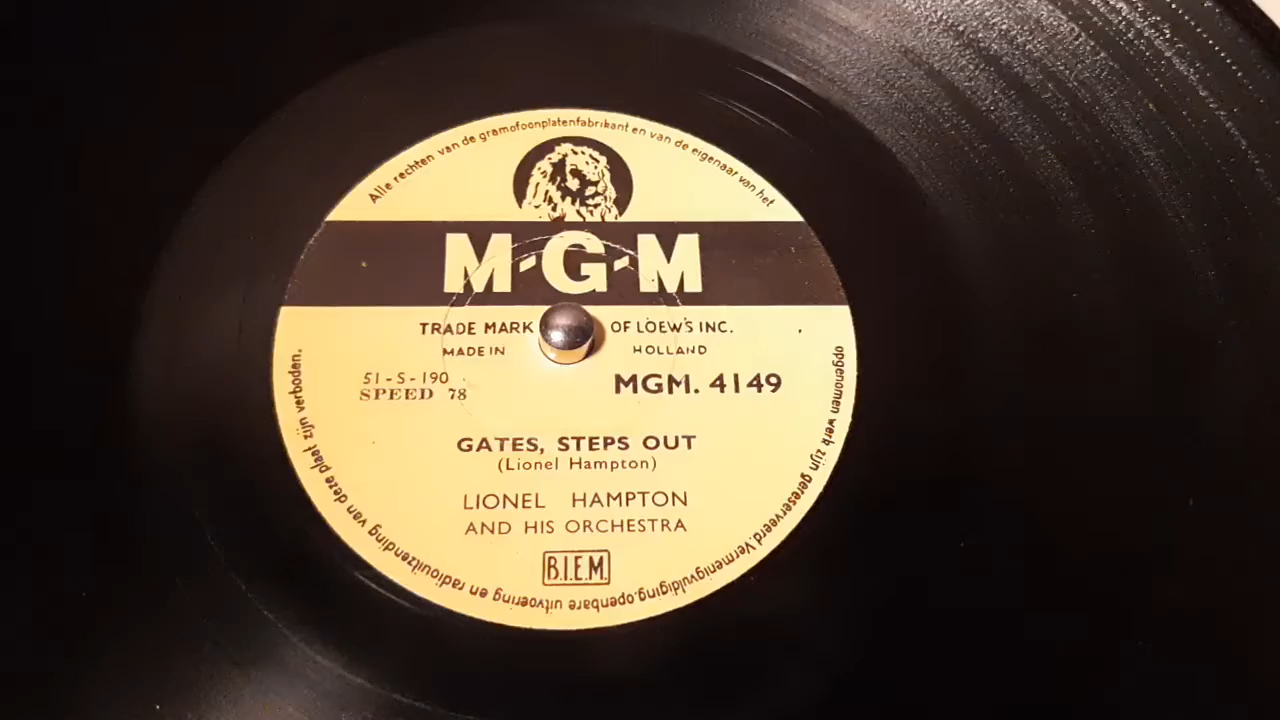 Alle rechten van de gramofoonplatenfabrikant en van de eigenaar van het
opgenomen werk zijn gereserveerd. Vermenigvuldiging, openbare uitvoering en radiouitzending van deze plaat zijn verboden.
M-G-M
TRADE MARK OF LOEW'S INC.
MADE IN HOLLAND
51-S-190
SPEED 78
MGM. 4149
GATES, STEPS OUT
(Lionel Hampton)
LIONEL HAMPTON
AND HIS ORCHESTRA
B.I.E.M.